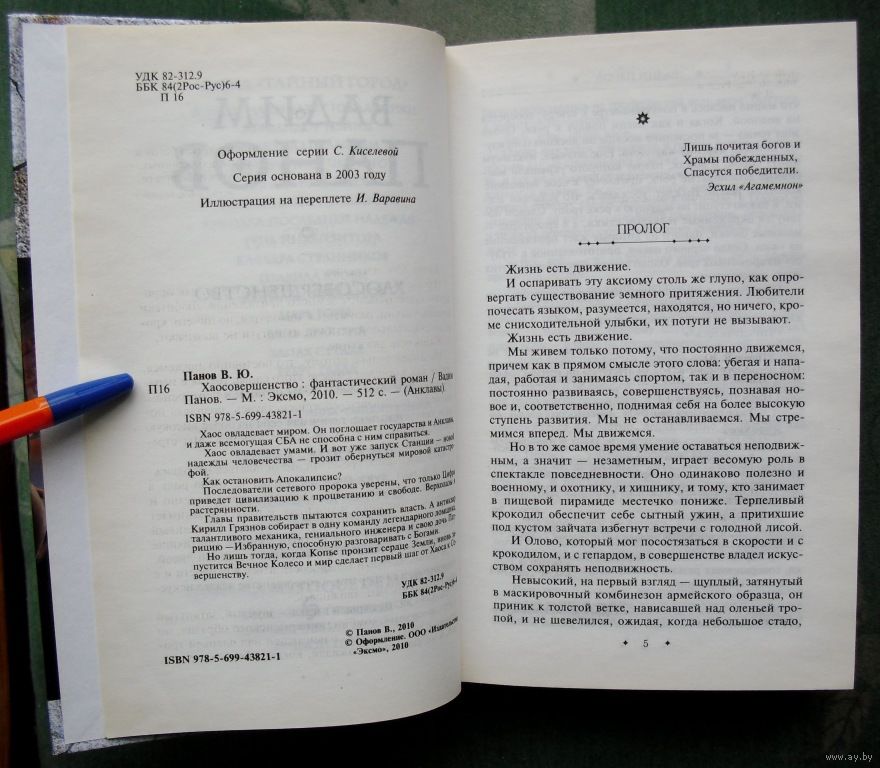 УДК 82-312.9
ББК 84(2Рос-Рус)6-4
П 16
Оформление серии С. Киселевой
Серия основана в 2003 году
Иллюстрация на переплете И. Варавина
Панов В. Ю.
П16 Хаосовершенство : фантастический роман / Вадим
Панов. — М. : Эксмо, 2010. — 512 с. — (Анклавы).
ISBN 978-5-699-43821-1
Хаос овладевает миром. Он поглощает государства и Анклавы,
и даже всемогущая СБА не способна с ним справиться.
Хаос овладевает умами. И вот уже запуск Станции — новой
надежды человечества — грозит обернуться мировой катастро-
фой.
Как остановить Апокалипсис?
Последователи сетевого пророка уверены, что только Цифра
приведет цивилизацию к процветанию и свободе. Верховцы в
растерянности.
Главы правительств пытаются сохранить власть. А антиквар
Кирилл Грязнов собирает в одну команду легендарного ломщика,
талантливого механика, гениального инженера и свою дочь Пат-
рицию — Избранную, способную разговаривать с Богами.
Но лишь тогда, когда Копье пронзит сердце Земли, вновь
пустится Вечное Колесо и мир сделает первый шаг от Хаоса к Со-
вершенству.
УДК 82-312.9
ББК 84(2Рос-Рус)6-4
© Панов В., 2010
© Оформление. ООО «Издательство
«Эксмо», 2010
ISBN 978-5-699-43821-1
Лишь почитая богов и
Храмы побежденных,
Спасутся победители.
Эсхил «Агамемнон»
ПРОЛОГ
Жизнь есть движение.
И оспаривать эту аксиому столь же глупо, как опро-
вергать существование земного притяжения. Любители
почесать языком, разумеется, находятся, но ничего, кро-
ме снисходительной улыбки, их потуги не вызывают.
Жизнь есть движение.
Мы живем только потому, что постоянно движемся,
причем как в прямом смысле этого слова: убегая и напа-
дая, работая и занимаясь спортом, так и в переносном:
постоянно развиваясь, совершенствуясь, познавая но-
вое и, соответственно, поднимая себя на более высокую
ступень развития. Мы не останавливаемся. Мы стре-
мимся вперед. Мы движемся.
Но в то же самое время умение оставаться неподвиж-
ным, а значит — незаметным, играет весомую роль в
спектакле повседневности. Оно одинаково полезно и
военному, и охотнику, и хищнику, и тому, кто занимает
в пищевой пирамиде местечко пониже. Терпеливый
крокодил обеспечит себе сытный ужин, а притихшие
под кустом зайчата избегнут встречи с голодной лисой.
И Олово, который мог посостязаться в скорости и с
крокодилом, и с гепардом, в совершенстве владел искус-
ством сохранять неподвижность.
Невысокий, на первый взгляд — щуплый, затянутый
в маскировочный комбинезон армейского образца, он
приник к толстой ветке, нависавшей над оленьей тро-
пой, и не шевелился, ожидая, когда небольшое стадо,
5
www.ay.by